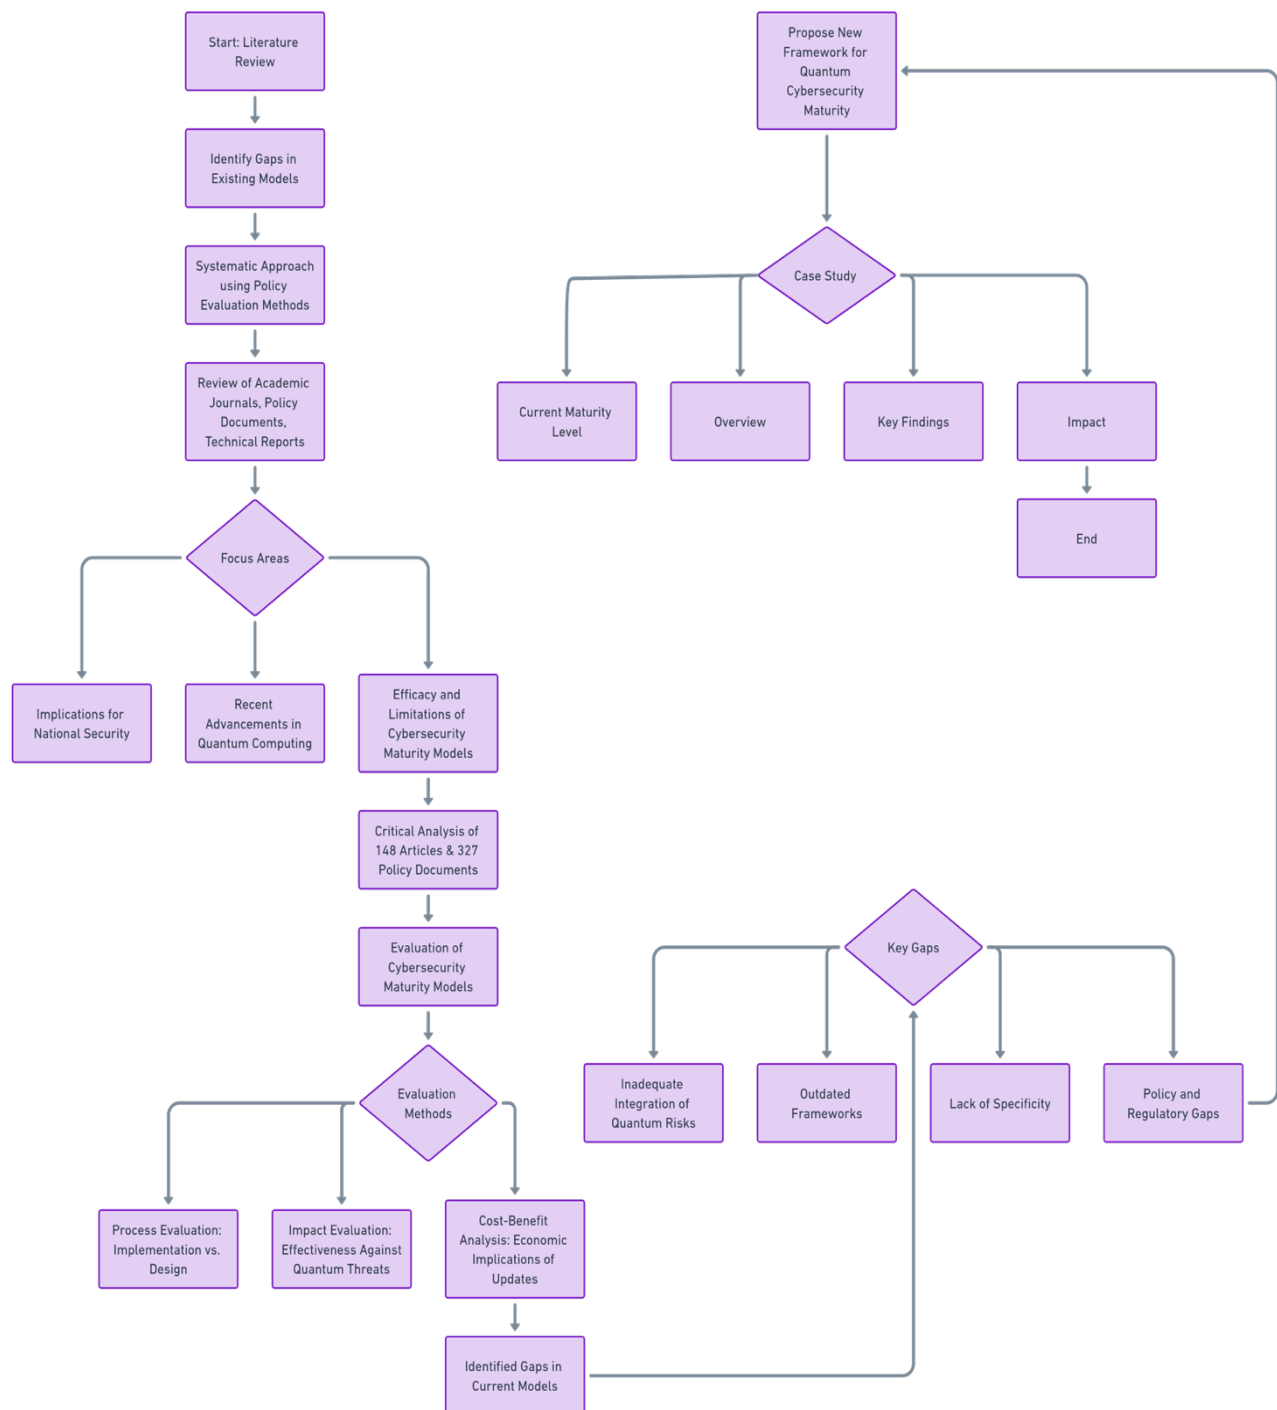 Start: Literature
Review
Identify Gaps in
Existing Models
Systematic Approach
using Policy
Evaluation Methods
Review of Academic
Journals, Policy
Documents,
Technical Reports
Focus Areas
Implications for
National Security
Recent
Advancements in
Quantum Computing
Efficacy and
Limitations of
Cybersecurity
Maturity Models
Critical Analysis of
148 Articles & 327
Policy Documents
Evaluation of
Cybersecurity
Maturity Models
Evaluation
Methods
Process Evaluation:
Implementation vs.
Design
Impact Evaluation:
Effectiveness Against
Quantum Threats
Cost-Benefit
Analysis: Economic
Implications of
Updates
Identified Gaps in
Current Models
Key Gaps
Inadequate
Integration of
Quantum Risks
Outdated
Frameworks
Lack of Specificity
Policy and
Regulatory Gaps
Propose New
Framework for
Quantum
Cybersecurity
Maturity
Case Study
Current Maturity
Level
Overview
Key Findings
Impact
End